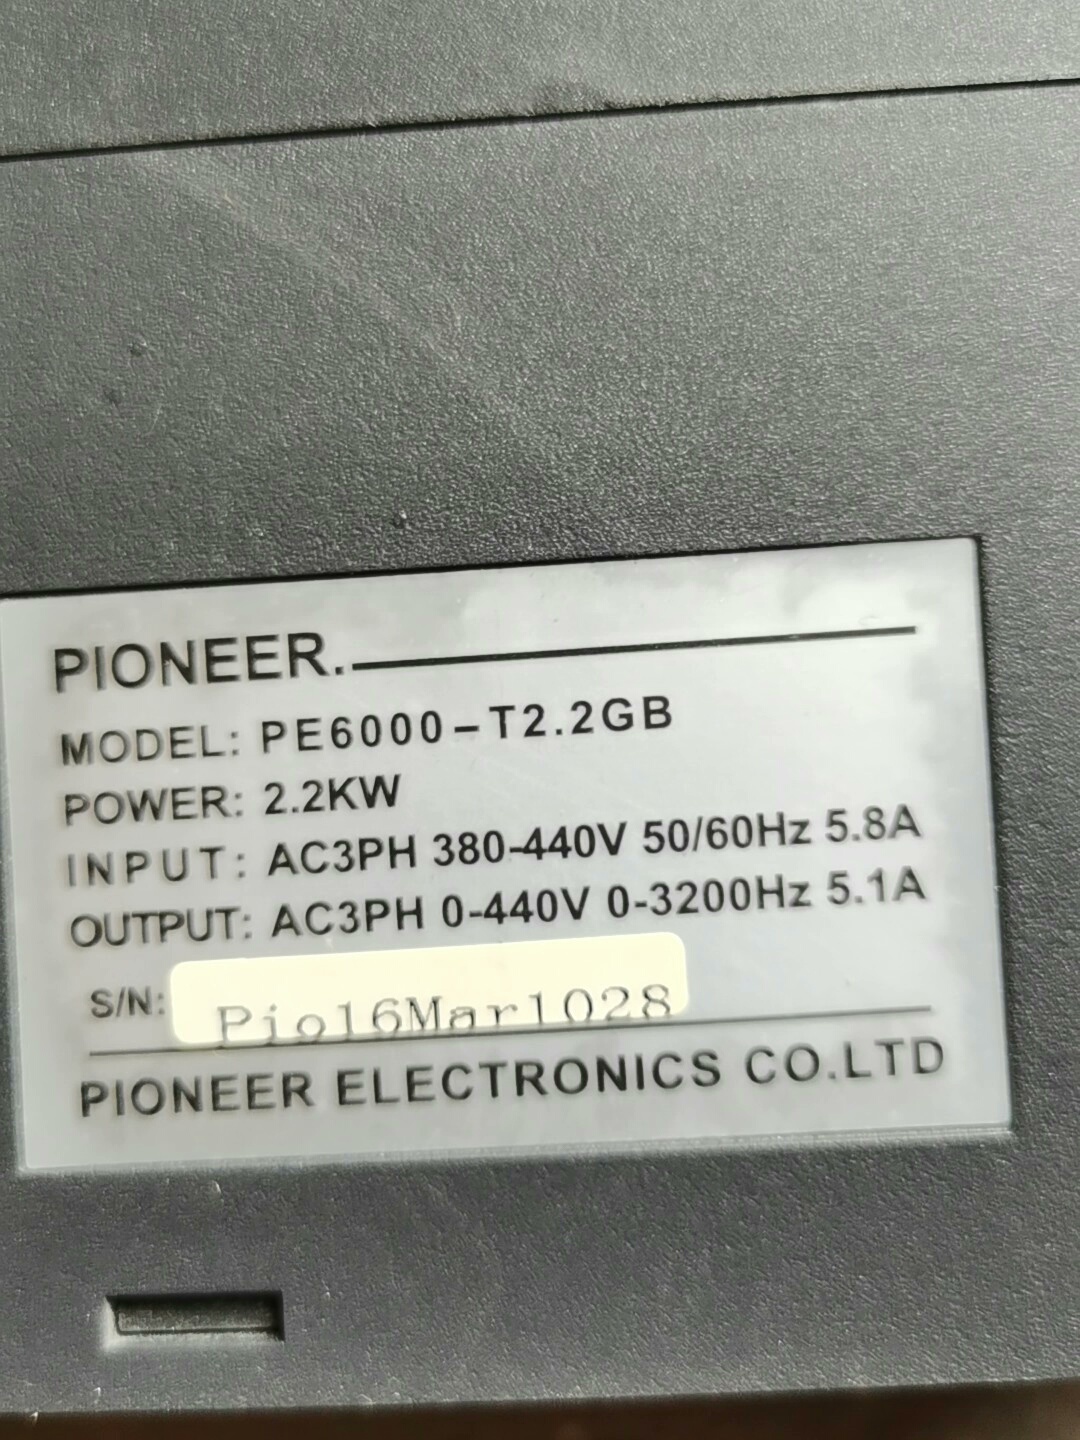 PIONEER.
MODEL: PE6000-T2.2GB
POWER: 2.2KW
INPUT: AC3PH 380-440V 50/60Hz 5.8A
OUTPUT: AC3PH 0-440V 0-3200Hz 5.1A
S/N: Pio16Mar1028
PIONEER ELECTRONICS CO.LTD